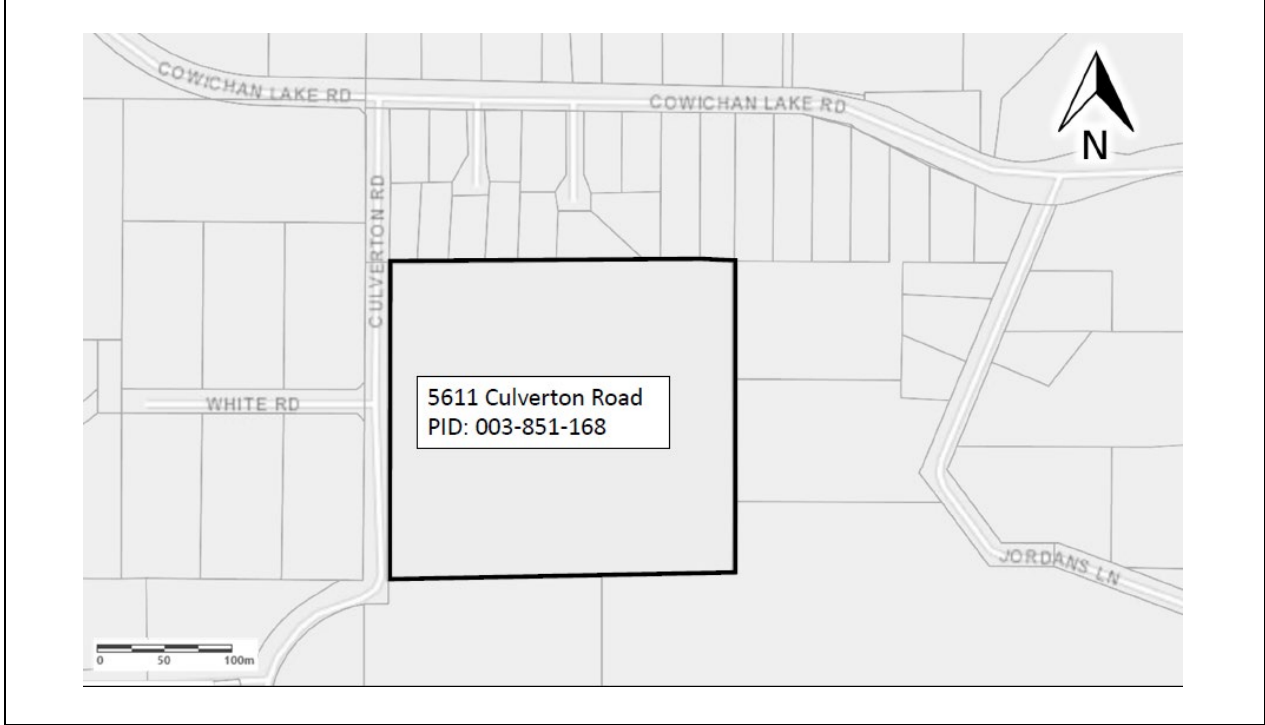 COWICHAN LAKE RD
COWICHAN LAKE RD
N
CULVERTON RD
5611 Culverton Road
PID: 003-851-168
WHITE RD
JORDANS LN
0 50 100m